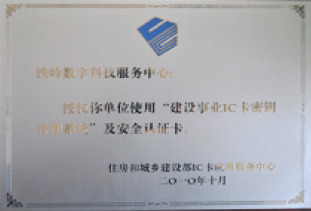 铁岭数字科技服务中心：
授权你单位使用“建设事业IC卡密钥
管理系统”及安全认证卡。
住房和城乡建设部IC卡应用服务中心
二〇一〇年十月